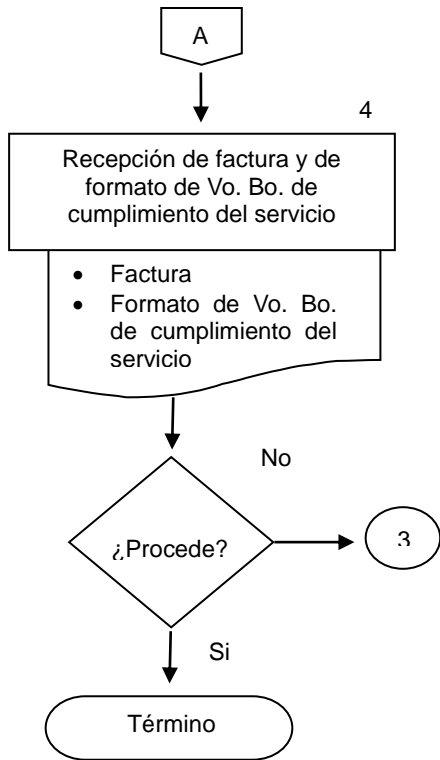 A
4
Recepción de factura y de
formato de Vo. Bo. de
cumplimiento del servicio
• Factura
• Formato de Vo. Bo.
de cumplimiento del
servicio
No
¿Procede?
3
Si
Término